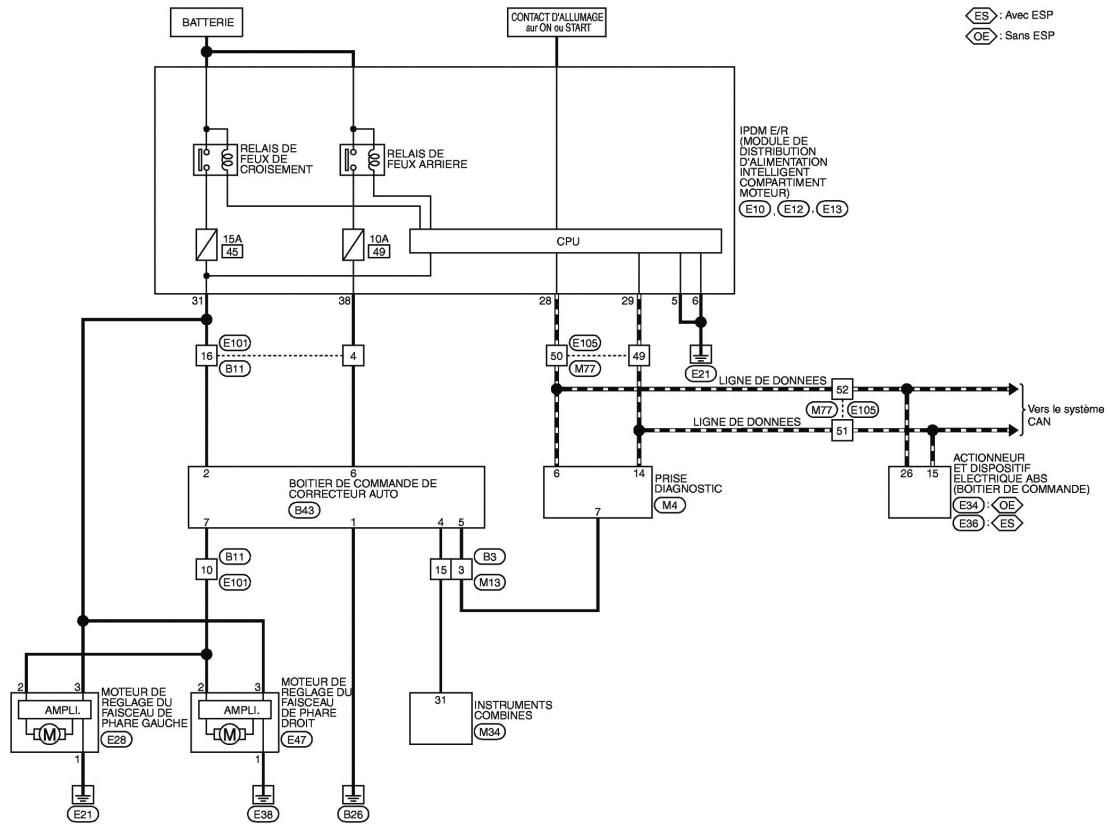 BATTERIE
CONTACT D'ALLUMAGE
sur ON ou START
ES : Avec ESP
OE : Sans ESP
RELAIS DE
FEUX DE
CROISEMENT
RELAIS DE
FEUX ARRIERE
IPDM E/R
(MODULE DE
DISTRIBUTION
D'ALIMENTATION
INTELLIGENT
COMPARTIMENT
MOTEUR)
E10 , E12 , E13
15A
45
10A
49
CPU
31
38
28
29
5
6
16
E101
B11
4
50
E105
M77
49
E21
LIGNE DE DONNEES
52
M77
E105
LIGNE DE DONNEES
51
Vers le système
CAN
2
6
BOITIER DE COMMANDE DE
CORRECTEUR AUTO
B43
7
1
4
5
6
14
7
PRISE
DIAGNOSTIC
M4
26
15
ACTIONNEUR
ET DISPOSITIF
ELECTRIQUE ABS
(BOITIER DE COMMANDE)
E34 : OE
E36 : ES
10
B11
E101
15
3
B3
M13
2
3
AMPLI.
M
1
MOTEUR DE
REGLAGE DU
FAISCEAU DE
PHARE GAUCHE
E28
2
3
AMPLI.
M
1
MOTEUR DE
REGLAGE DU
FAISCEAU
DE PHARE
DROIT
E47
31
INSTRUMENTS
COMBINES
M34
E21
E38
B26